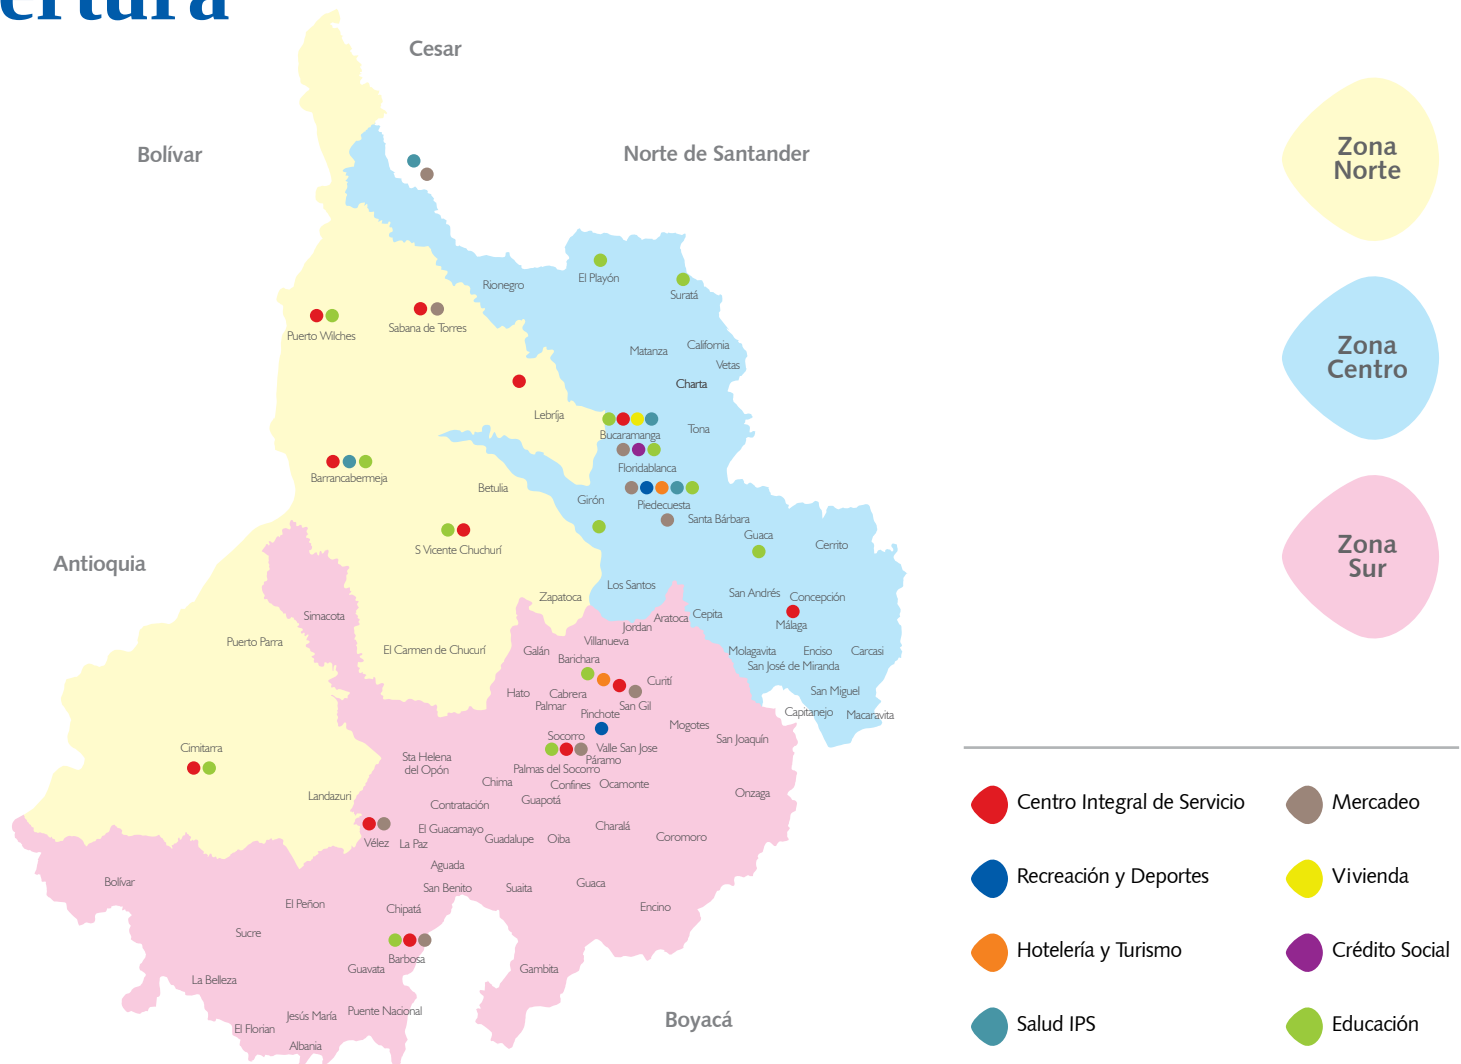 ertura
Cesar
Bolívar
Norte de Santander
Antioquia
Boyacá
Rionegro
El Playón
Suratá
Puerto Wilches
Sabana de Torres
Matanza
California
Vetas
Charta
Lebríja
Bucaramanga
Tona
Floridablanca
Barrancabermeja
Betulia
Girón
Piedecuesta
Santa Bárbara
Guaca
Cerrito
S Vicente Chuchurí
Los Santos
Zapatoca
San Andrés
Concepción
Simacota
Aratoca
Cepita
Jordan
Málaga
Puerto Parra
El Carmen de Chucurí
Villanueva
Galán
Barichara
Molagavita
Enciso
Carcasi
San José de Miranda
Curití
Hato
Cabrera
San Miguel
Palmar
San Gil
Pinchote
Capitanejo
Macaravita
Mogotes
Socorro
San Joaquín
Cimitarra
Valle San Jose
Sta Helena
del Opón
Páramo
Palmas del Socorro
Chima
Confines
Ocamonte
Landazuri
Guapotá
Onzaga
Contratación
El Guacamayo
Charalá
Vélez
La Paz
Guadalupe
Oiba
Coromoro
Aguada
Bolívar
San Benito
Suaita
Guaca
El Peñon
Chipatá
Encino
Sucre
Barbosa
Guavata
Gambita
La Belleza
Jesús María
Puente Nacional
El Florian
Albania
Zona
Norte
Zona
Centro
Zona
Sur
Centro Integral de Servicio
Mercadeo
Recreación y Deportes
Vivienda
Hotelería y Turismo
Crédito Social
Salud IPS
Educación